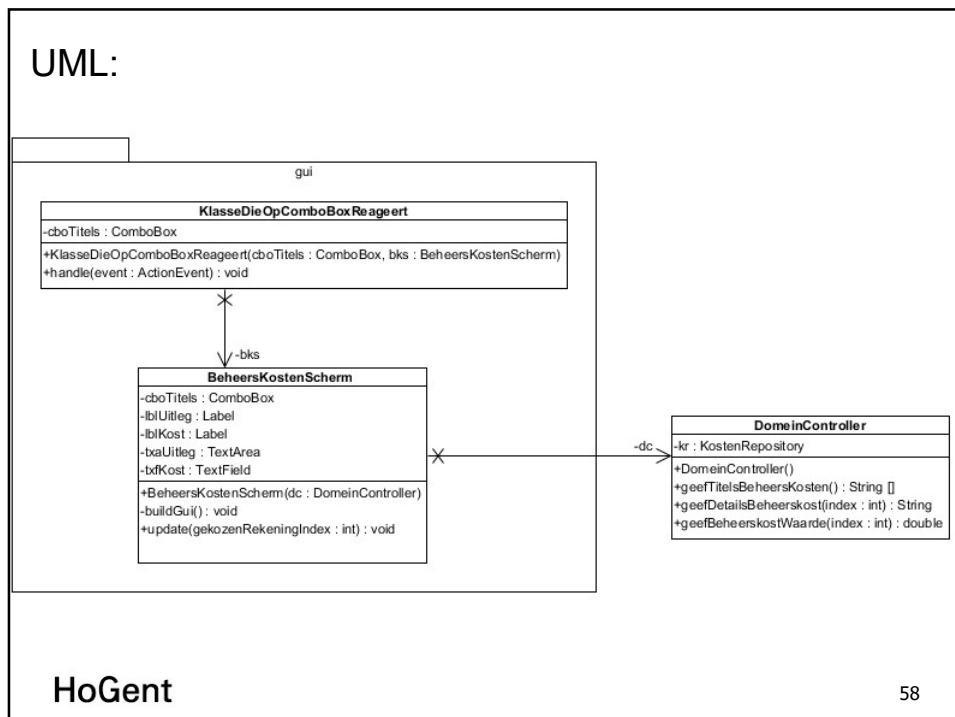 UML:
gui
KlasseDieOpComboBoxReageert
-cboTitels : ComboBox
+KlasseDieOpComboBoxReageert(cboTitels : ComboBox, bks : BeheersKostenScherm)
+handle(event : ActionEvent) : void
-bks
BeheersKostenScherm
-cboTitels : ComboBox
-lblUitleg : Label
-lblKost : Label
-txaUitleg : TextArea
-txfKost : TextField
+BeheersKostenScherm(dc : DomeinController)
-buildGui() : void
+update(gekozenRekeningIndex : int) : void
-dc
DomeinController
-kr : KostenRepository
+DomeinController()
+geefTitelsBeheersKosten() : String []
+geefDetailsBeheerskost(index : int) : String
+geefBeheerskostWaarde(index : int) : double
HoGent
58